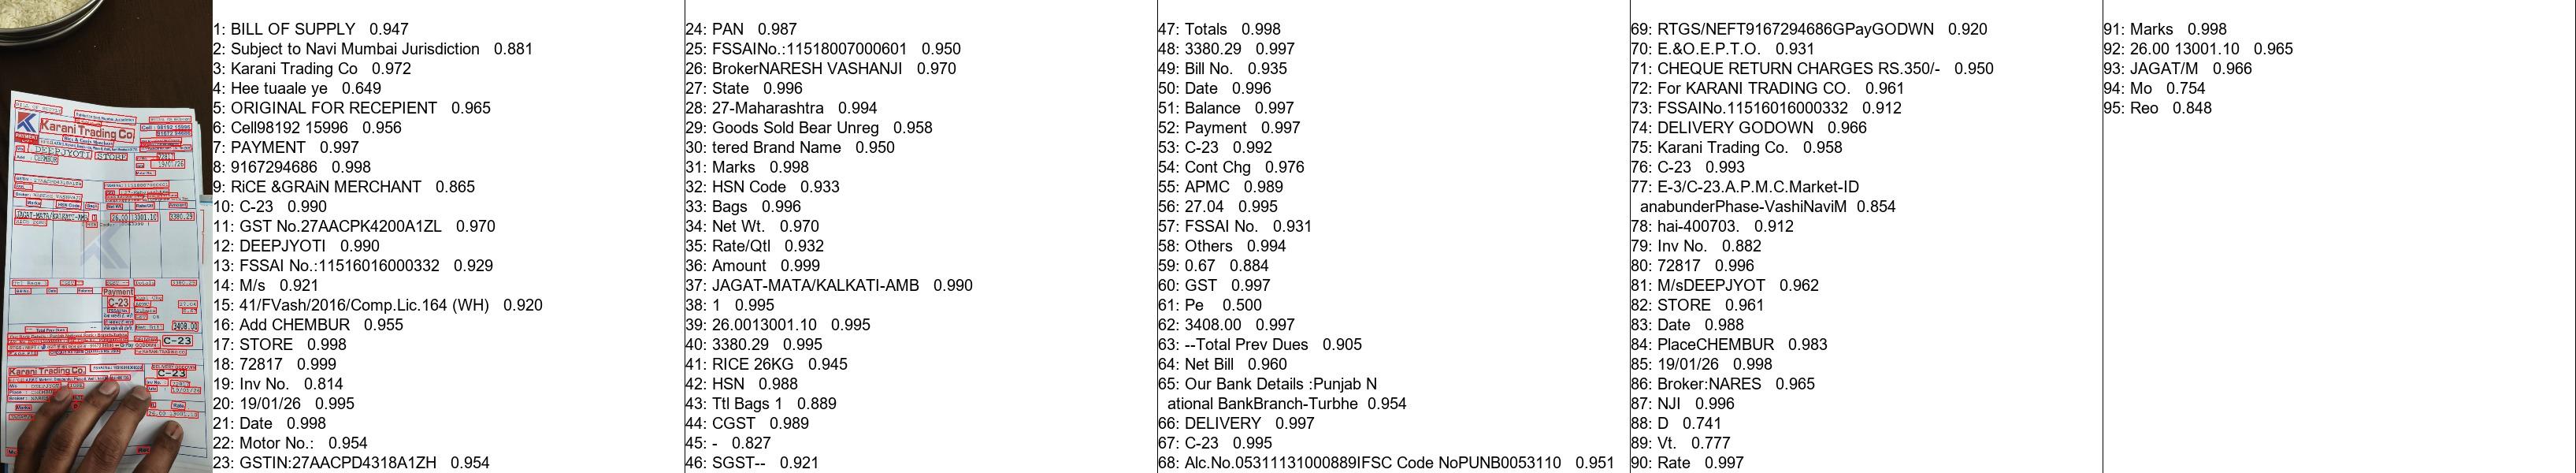 1: BILL OF SUPPLY 0.947
2: Subject to Navi Mumbai Jurisdiction 0.881
3: Karani Trading Co 0.972
4: Hee tuaale ye 0.649
5: ORIGINAL FOR RECEPIENT 0.965
6: Cell98192 15996 0.956
7: PAYMENT 0.997
8: 9167294686 0.998
9: RiCE &GRAiN MERCHANT 0.865
10: C-23 0.990
11: GST No.27AACPK4200A1ZL 0.970
12: DEEPJYOTI 0.990
13: FSSAI No.:11516016000332 0.929
14: M/s 0.921
15: 41/FVash/2016/Comp.Lic.164 (WH) 0.920
16: Add CHEMBUR 0.955
17: STORE 0.998
18: 72817 0.999
19: Inv No. 0.814
20: 19/01/26 0.995
21: Date 0.998
22: Motor No.: 0.954
23: GSTIN:27AACPD4318A1ZH 0.954
24: PAN 0.987
25: FSSAINo.:11518007000601 0.950
26: BrokerNARESH VASHANJI 0.970
27: State 0.996
28: 27-Maharashtra 0.994
29: Goods Sold Bear Unreg 0.958
30: tered Brand Name 0.950
31: Marks 0.998
32: HSN Code 0.933
33: Bags 0.996
34: Net Wt. 0.970
35: Rate/Qtl 0.932
36: Amount 0.999
37: JAGAT-MATA/KALKATI-AMB 0.990
38: 1 0.995
39: 26.0013001.10 0.995
40: 3380.29 0.995
41: RICE 26KG 0.945
42: HSN 0.988
43: Ttl Bags 1 0.889
44: CGST 0.989
45: - 0.827
46: SGST-- 0.921
47: Totals 0.998
48: 3380.29 0.997
49: Bill No. 0.935
50: Date 0.996
51: Balance 0.997
52: Payment 0.997
53: C-23 0.992
54: Cont Chg 0.976
55: APMC 0.989
56: 27.04 0.995
57: FSSAI No. 0.931
58: Others 0.994
59: 0.67 0.884
60: GST 0.997
61: Pe 0.500
62: 3408.00 0.997
63: --Total Prev Dues 0.905
64: Net Bill 0.960
65: Our Bank Details :Punjab N
ational BankBranch-Turbhe 0.954
66: DELIVERY 0.997
67: C-23 0.995
68: Alc.No.05311131000889IFSC Code NoPUNB0053110 0.951
69: RTGS/NEFT9167294686GPayGODWN 0.920
70: E.&O.E.P.T.O. 0.931
71: CHEQUE RETURN CHARGES RS.350/- 0.950
72: For KARANI TRADING CO. 0.961
73: FSSAINo.11516016000332 0.912
74: DELIVERY GODOWN 0.966
75: Karani Trading Co. 0.958
76: C-23 0.993
77: E-3/C-23.A.P.M.C.Market-ID
anabunderPhase-VashiNaviM 0.854
78: hai-400703. 0.912
79: Inv No. 0.882
80: 72817 0.996
81: M/sDEEPJYOT 0.962
82: STORE 0.961
83: Date 0.988
84: PlaceCHEMBUR 0.983
85: 19/01/26 0.998
86: Broker:NARES 0.965
87: NJI 0.996
88: D 0.741
89: Vt. 0.777
90: Rate 0.997
91: Marks 0.998
92: 26.00 13001.10 0.965
93: JAGAT/M 0.966
94: Mo 0.754
95: Reo 0.848